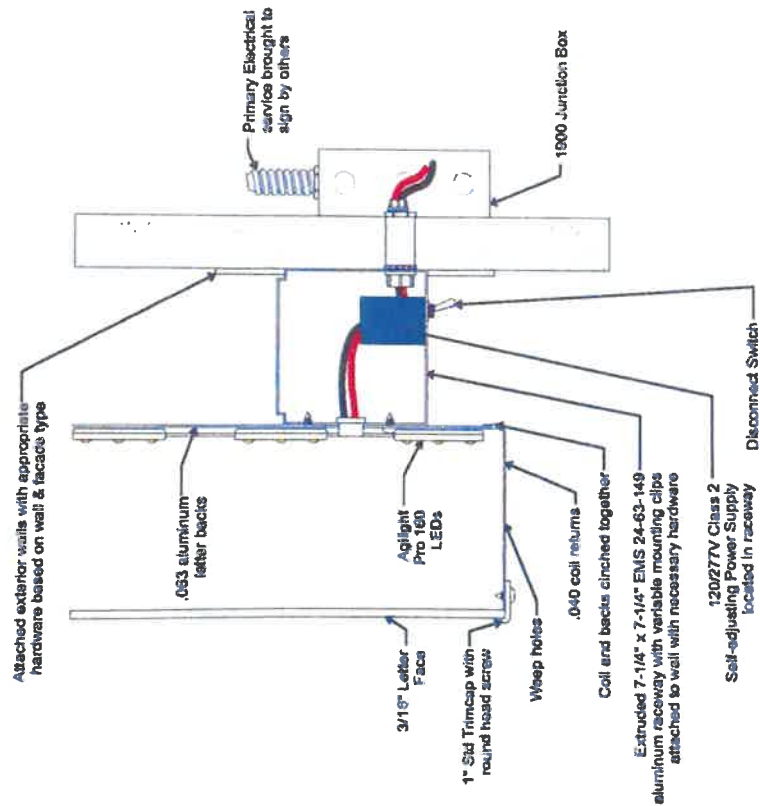 Attached exterior walls with appropriate
hardware based on wall & facade type
Primary Electrical
service brought to
sign by others
1900 Junction Box
.063 aluminum
letter backs
Agilight
Pro 160
LEDs
3/16" Letter
Face
1" Std Trimcap with
round head screw
Weep holes
.040 coil returns
Coil and backs cinched together
Extruded 7-1/4" x 7-1/4" EMS 24-63-149
aluminum raceway with variable mounting clips
attached to wall with necessary hardware
120/277V Class 2
Self-adjusting Power Supply
located in raceway
Disconnect Switch